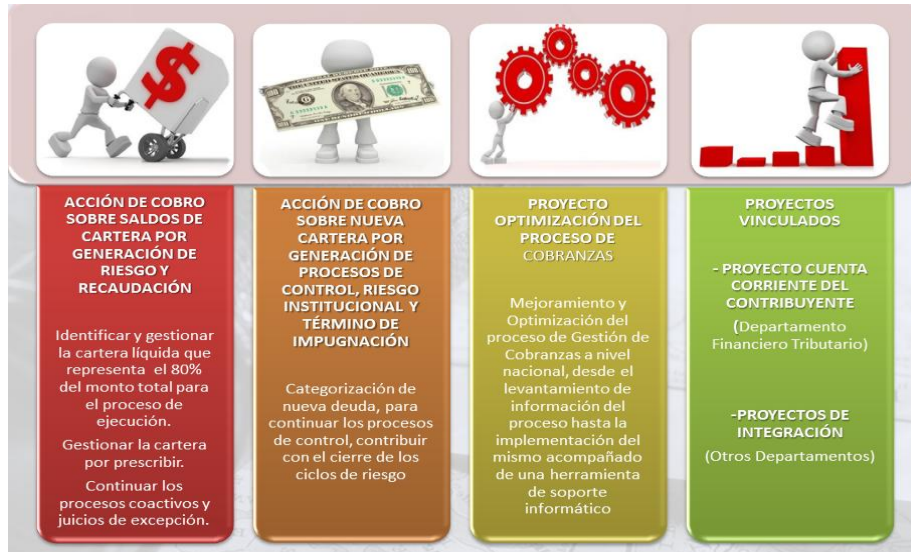 $
ACCIÓN DE COBRO
SOBRE SALDOS DE
CARTERA POR
GENERACIÓN DE
RIESGO Y
RECAUDACIÓN
Identificar y gestionar
la cartera líquida que
representa el 80%
del monto total para
el proceso de
ejecución.
Gestionar la cartera
por prescribir.
Continuar los
procesos coactivos y
juicios de excepción.
ACCIÓN DE COBRO
SOBRE NUEVA
CARTERA POR
GENERACIÓN DE
PROCESOS DE
CONTROL, RIESGO
INSTITUCIONAL Y
TÉRMINO DE
IMPUGNACIÓN
Categorización de
nueva deuda, para
continuar los procesos
de control, contribuir
con el cierre de los
ciclos de riesgo
PROYECTO
OPTIMIZACIÓN DEL
PROCESO DE
COBRANZAS
Mejoramiento y
Optimización del
proceso de Gestión de
Cobranzas a nivel
nacional, desde el
levantamiento de
información del
proceso hasta la
implementación del
mismo acompañado
de una herramienta
de soporte
informático
PROYECTOS
VINCULADOS
- PROYECTO CUENTA
CORRIENTE DEL
CONTRIBUYENTE
(Departamento
Financiero Tributario)
-PROYECTOS DE
INTEGRACIÓN
(Otros Departamentos)